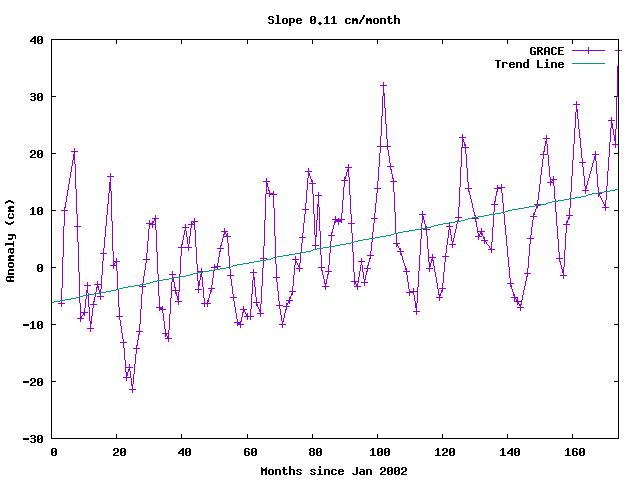 Slope 0.11 cm/month
GRACE
Trend Line
40
30
20
10
0
-10
-20
-30
Anomaly (cm)
0 20 40 60 80 100 120 140 160
Months since Jan 2002